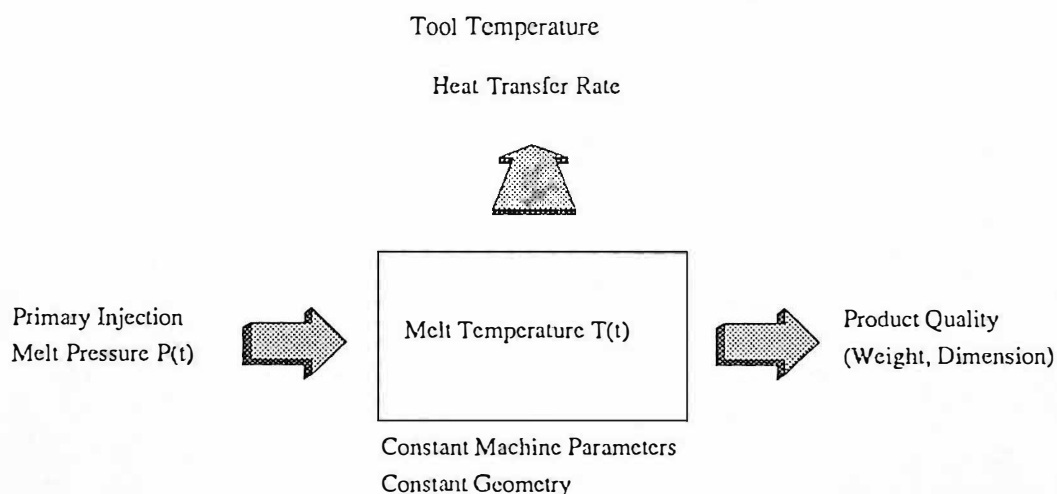 Tool Temperature
Heat Transfer Rate
Primary Injection
Melt Pressure P(t)
Melt Temperature T(t)
Product Quality
(Weight, Dimension)
Constant Machine Parameters
Constant Geometry